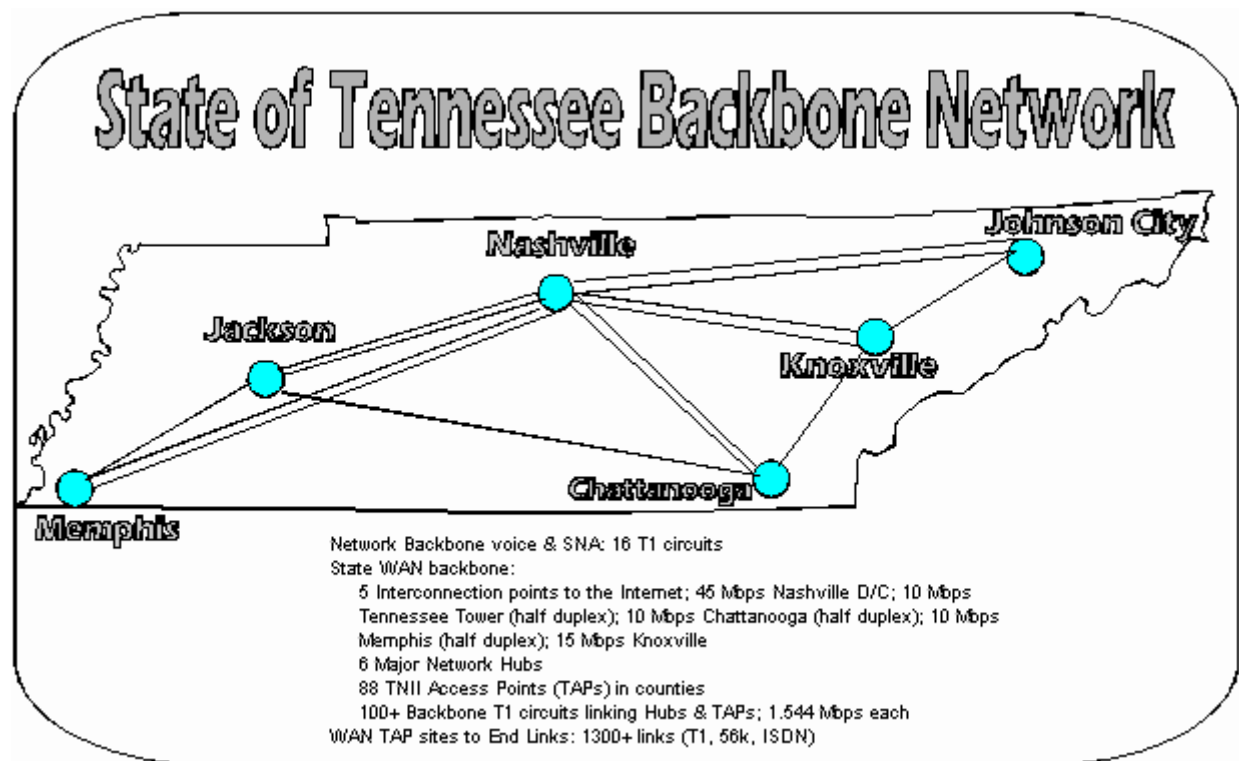 State of Tennessee Backbone Network
Johnson City
Nashville
Jackson
Knoxville
Chattanooga
Memphis
Network Backbone voice & SNA: 16 T1 circuits
State WAN backbone:
5 Interconnection points to the Internet; 45 Mbps Nashville D/C; 10 Mbps
Tennessee Tower (half duplex); 10 Mbps Chattanooga (half duplex); 10 Mbps
Memphis (half duplex); 15 Mbps Knoxville
6 Major Network Hubs
88 TNII Access Points (TAPs) in counties
100+ Backbone T1 circuits linking Hubs & TAPs; 1.544 Mbps each
WAN TAP sites to End Links: 1300+ links (T1, 56k, ISDN)